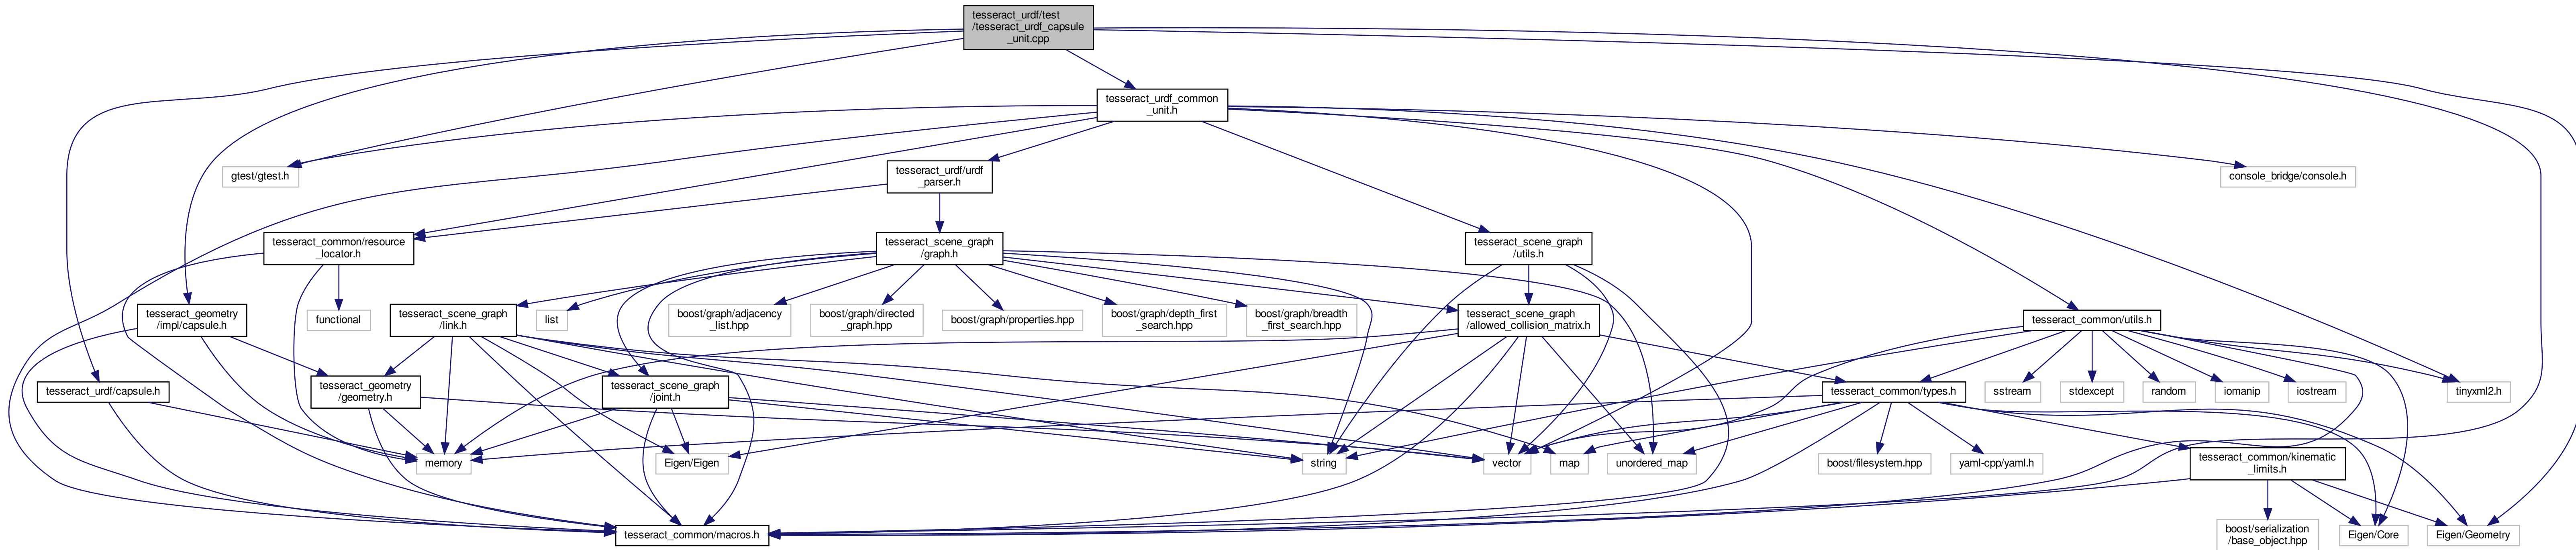 tesseract_urdf/test
/tesseract_urdf_capsule
_unit.cpp
tesseract_urdf_common
_unit.h
gtest/gtest.h
tesseract_urdf/urdf
_parser.h
console_bridge/console.h
tesseract_common/resource
_locator.h
tesseract_scene_graph
/graph.h
tesseract_scene_graph
/utils.h
tesseract_geometry
/impl/capsule.h
functional
tesseract_scene_graph
/link.h
list
boost/graph/adjacency
_list.hpp
boost/graph/directed
_graph.hpp
boost/graph/properties.hpp
boost/graph/depth_first
_search.hpp
boost/graph/breadth
_first_search.hpp
tesseract_scene_graph
/allowed_collision_matrix.h
tesseract_common/utils.h
tesseract_urdf/capsule.h
tesseract_geometry
/geometry.h
tesseract_scene_graph
/joint.h
tesseract_common/types.h
sstream
stdexcept
random
iomanip
iostream
tinyxml2.h
memory
Eigen/Eigen
string
vector
map
unordered_map
boost/filesystem.hpp
yaml-cpp/yaml.h
tesseract_common/kinematic
_limits.h
tesseract_common/macros.h
boost/serialization
/base_object.hpp
Eigen/Core
Eigen/Geometry